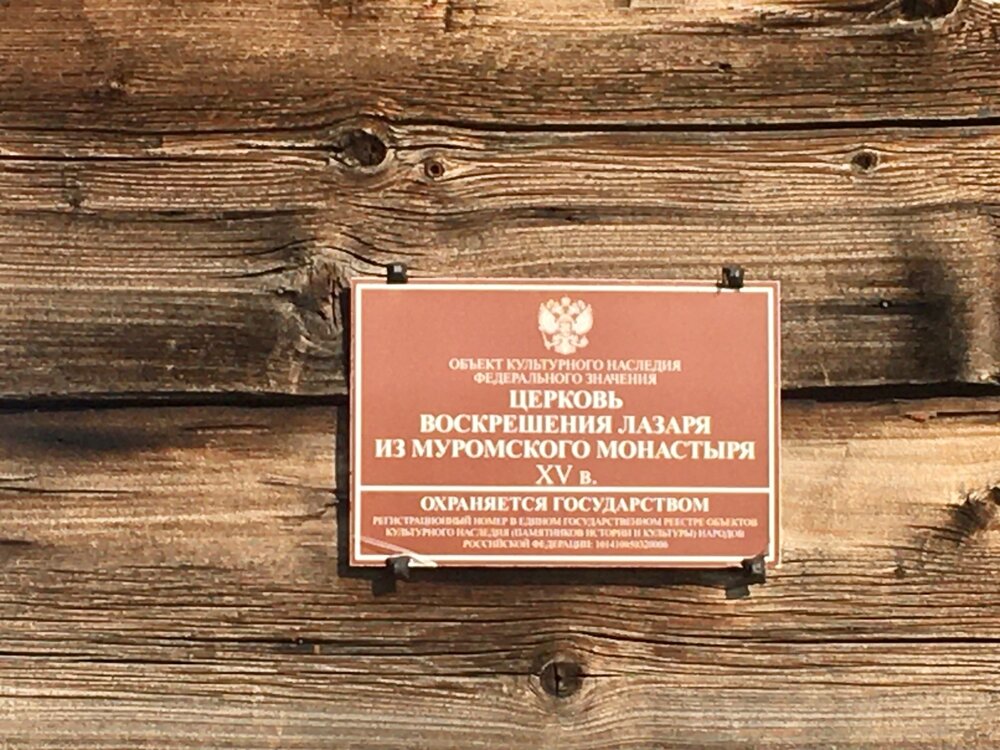 ОБЪЕКТ КУЛЬТУРНОГО НАСЛЕДИЯ
ФЕДЕРАЛЬНОГО ЗНАЧЕНИЯ
ЦЕРКОВЬ
ВОСКРЕШЕНИЯ ЛАЗАРЯ
ИЗ МУРОМСКОГО МОНАСТЫРЯ
XV в.
ОХРАНЯЕТСЯ ГОСУДАРСТВОМ
РЕГИСТРАЦИОННЫЙ НОМЕР В ЕДИНОМ ГОСУДАРСТВЕННОМ РЕЕСТРЕ ОБЪЕКТОВ
КУЛЬТУРНОГО НАСЛЕДИЯ (ПАМЯТНИКОВ ИСТОРИИ И КУЛЬТУРЫ) НАРОДОВ
РОССИЙСКОЙ ФЕДЕРАЦИИ: